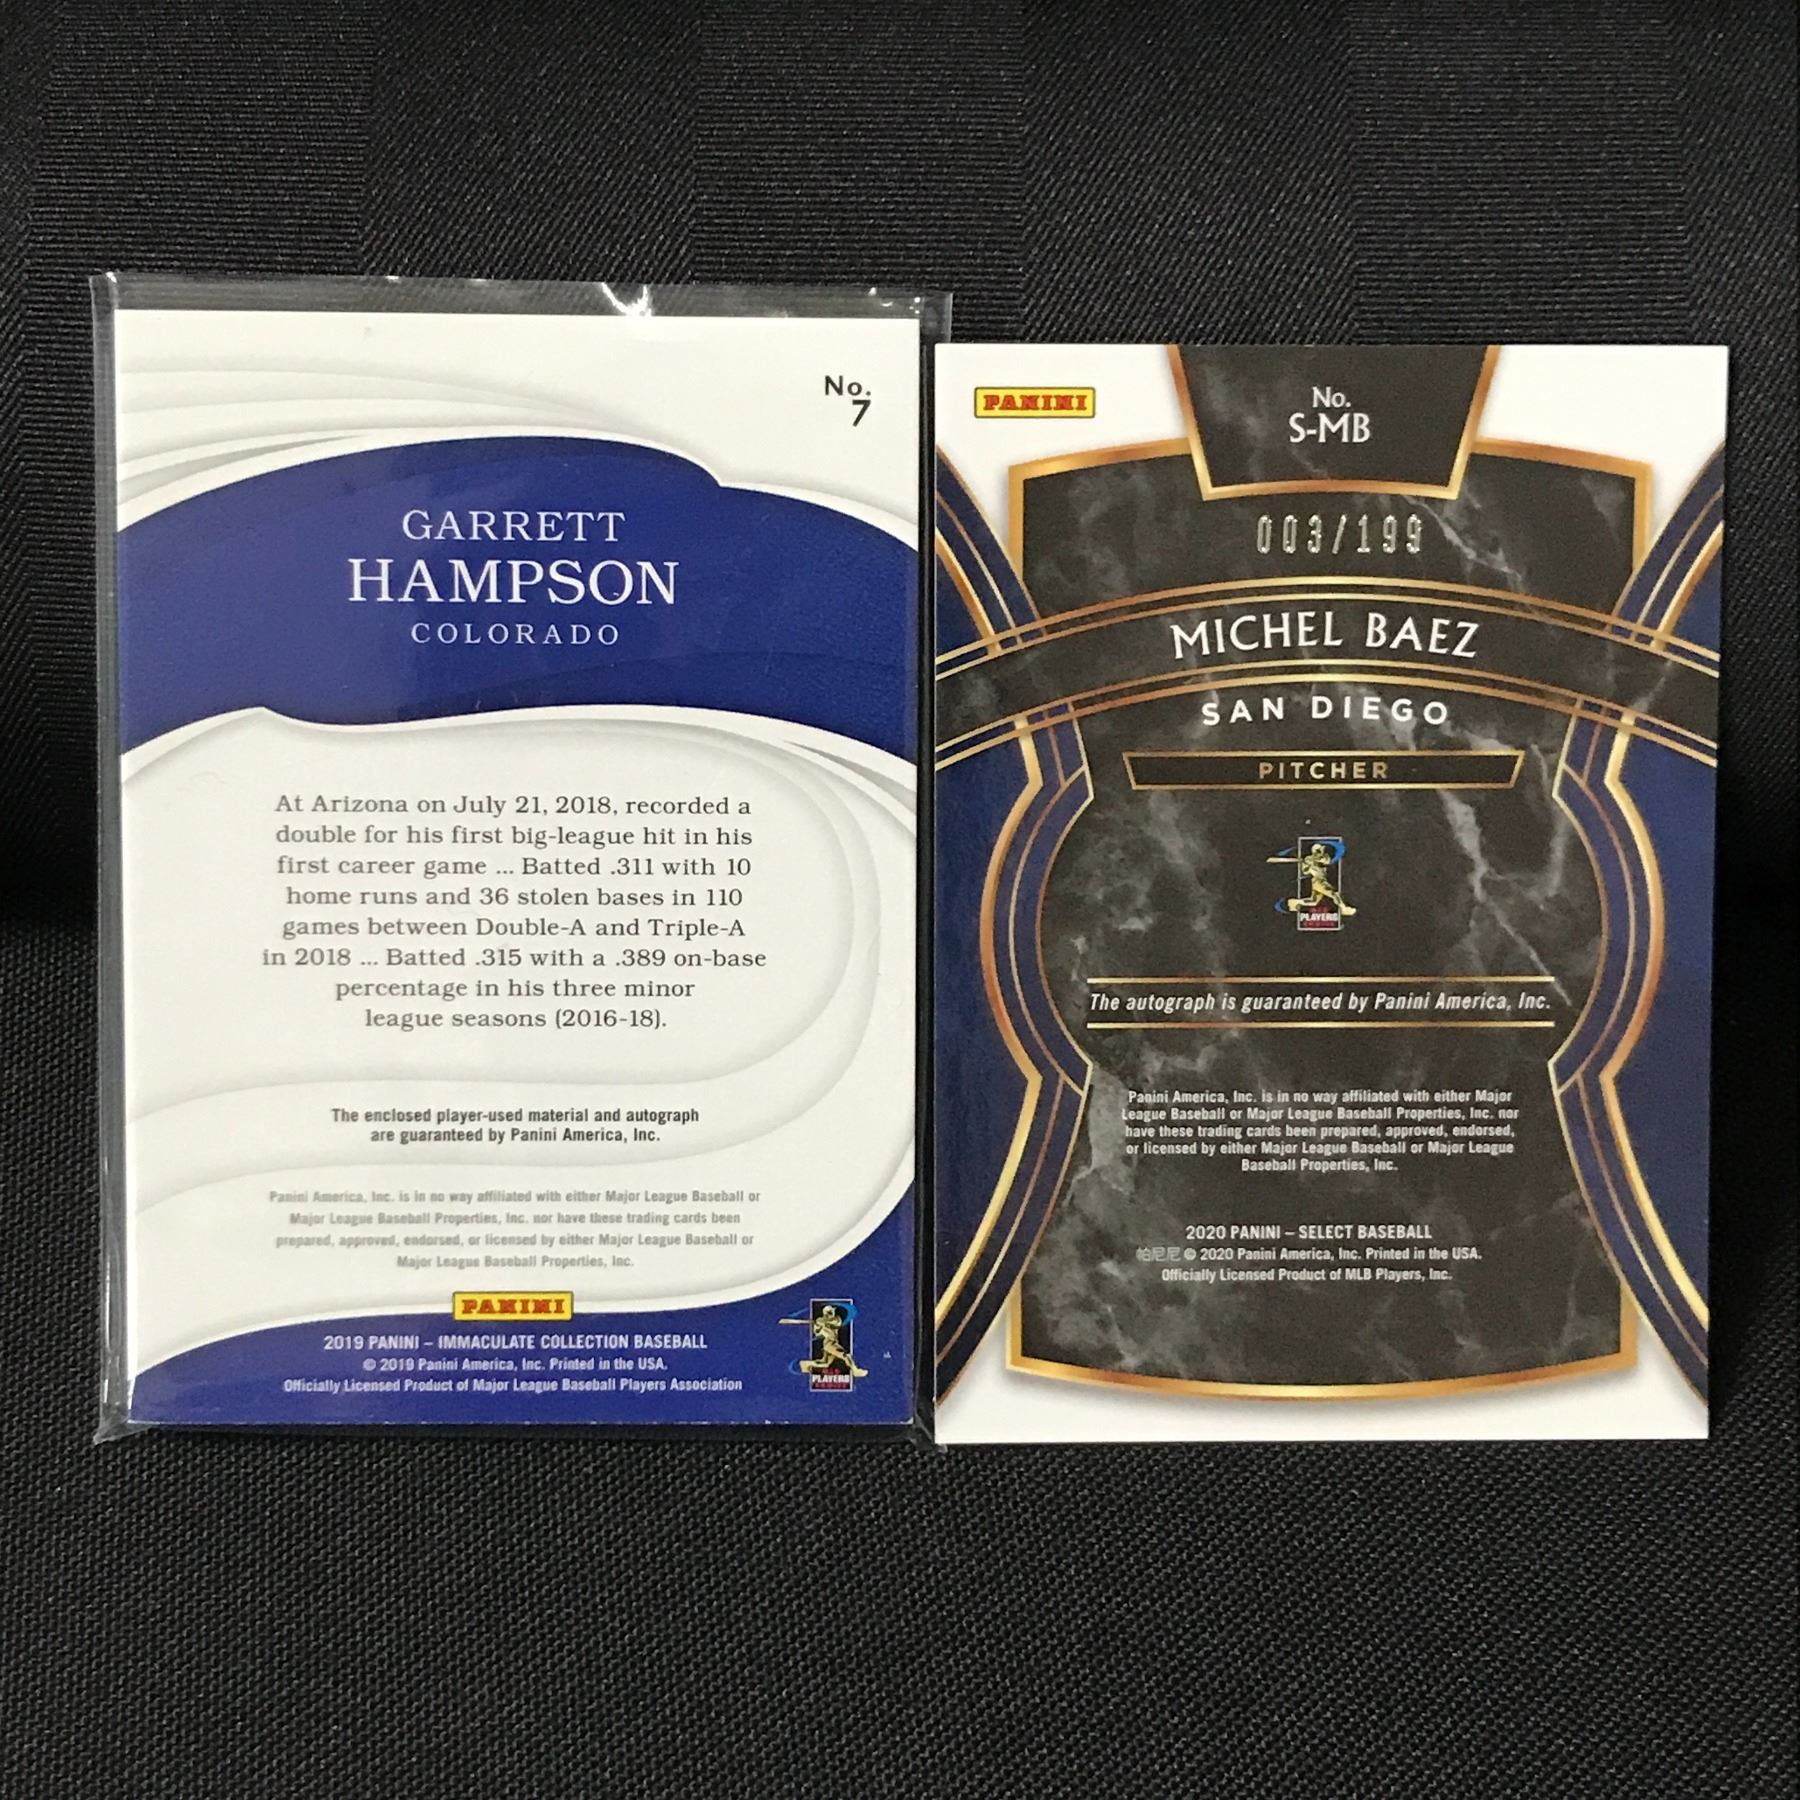 No.
7
GARRETT
HAMPSON
COLORADO
At Arizona on July 21, 2018, recorded a
double for his first big-league hit in his
first career game ... Batted .311 with 10
home runs and 36 stolen bases in 110
games between Double-A and Triple-A
in 2018 ... Batted .315 with a .389 on-base
percentage in his three minor
league seasons (2016-18).
The enclosed player-used material and autograph
are guaranteed by Panini America, Inc.
Panini America, Inc. is in no way affiliated with either Major League Baseball or
Major League Baseball Properties, Inc. nor have these trading cards been
prepared, approved, endorsed, or licensed by either Major League Baseball or
Major League Baseball Properties, Inc.
PANINI
2019 PANINI – IMMACULATE COLLECTION BASEBALL
© 2019 Panini America, Inc. Printed in the USA.
Officially Licensed Product of Major League Baseball Players Association
PLAYERS
PANINI
No.
S-MB
003/199
MICHEL BAEZ
SAN DIEGO
PITCHER
PLAYERS
The autograph is guaranteed by Panini America, Inc.
Panini America, Inc. is in no way affiliated with either Major
League Baseball or Major League Baseball Properties, Inc. nor
have these trading cards been prepared, approved, endorsed,
or licensed by either Major League Baseball or Major League
Baseball Properties, Inc.
2020 PANINI – SELECT BASEBALL
帕尼尼 © 2020 Panini America, Inc. Printed in the USA.
Officially Licensed Product of MLB Players, Inc.